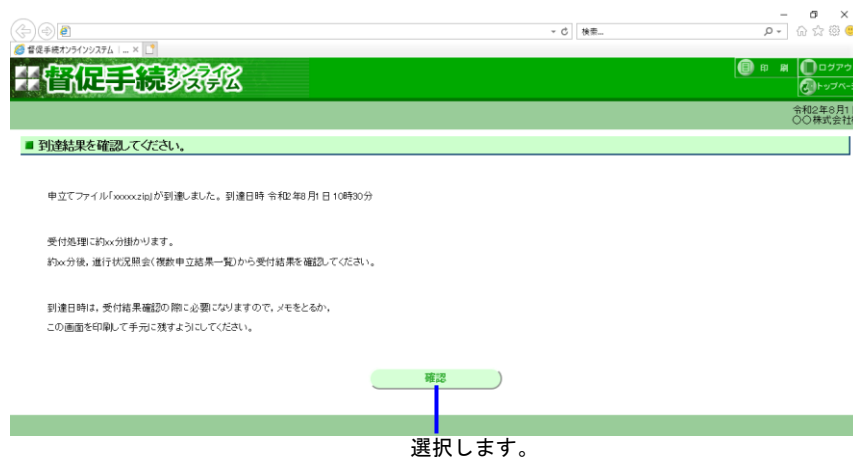 検索...
督促手続オンラインシステム | ... ×
督促手続オンラインシステム
印 刷
ログアウ
トップペー
令和2年8月1
〇〇株式会社
■ 到達結果を確認してください。
申立てファイル「xxxxx.zip」が到達しました。到達日時 令和2年8月1日10時30分
受付処理に約xx分掛かります。
約xx分後，進行状況照会(複数申立結果一覧)から受付結果を確認してください。
到達日時は，受付結果確認の際に必要になりますので，メモをとるか，
この画面を印刷して手元に残すようにしてください。
確認
選択します。